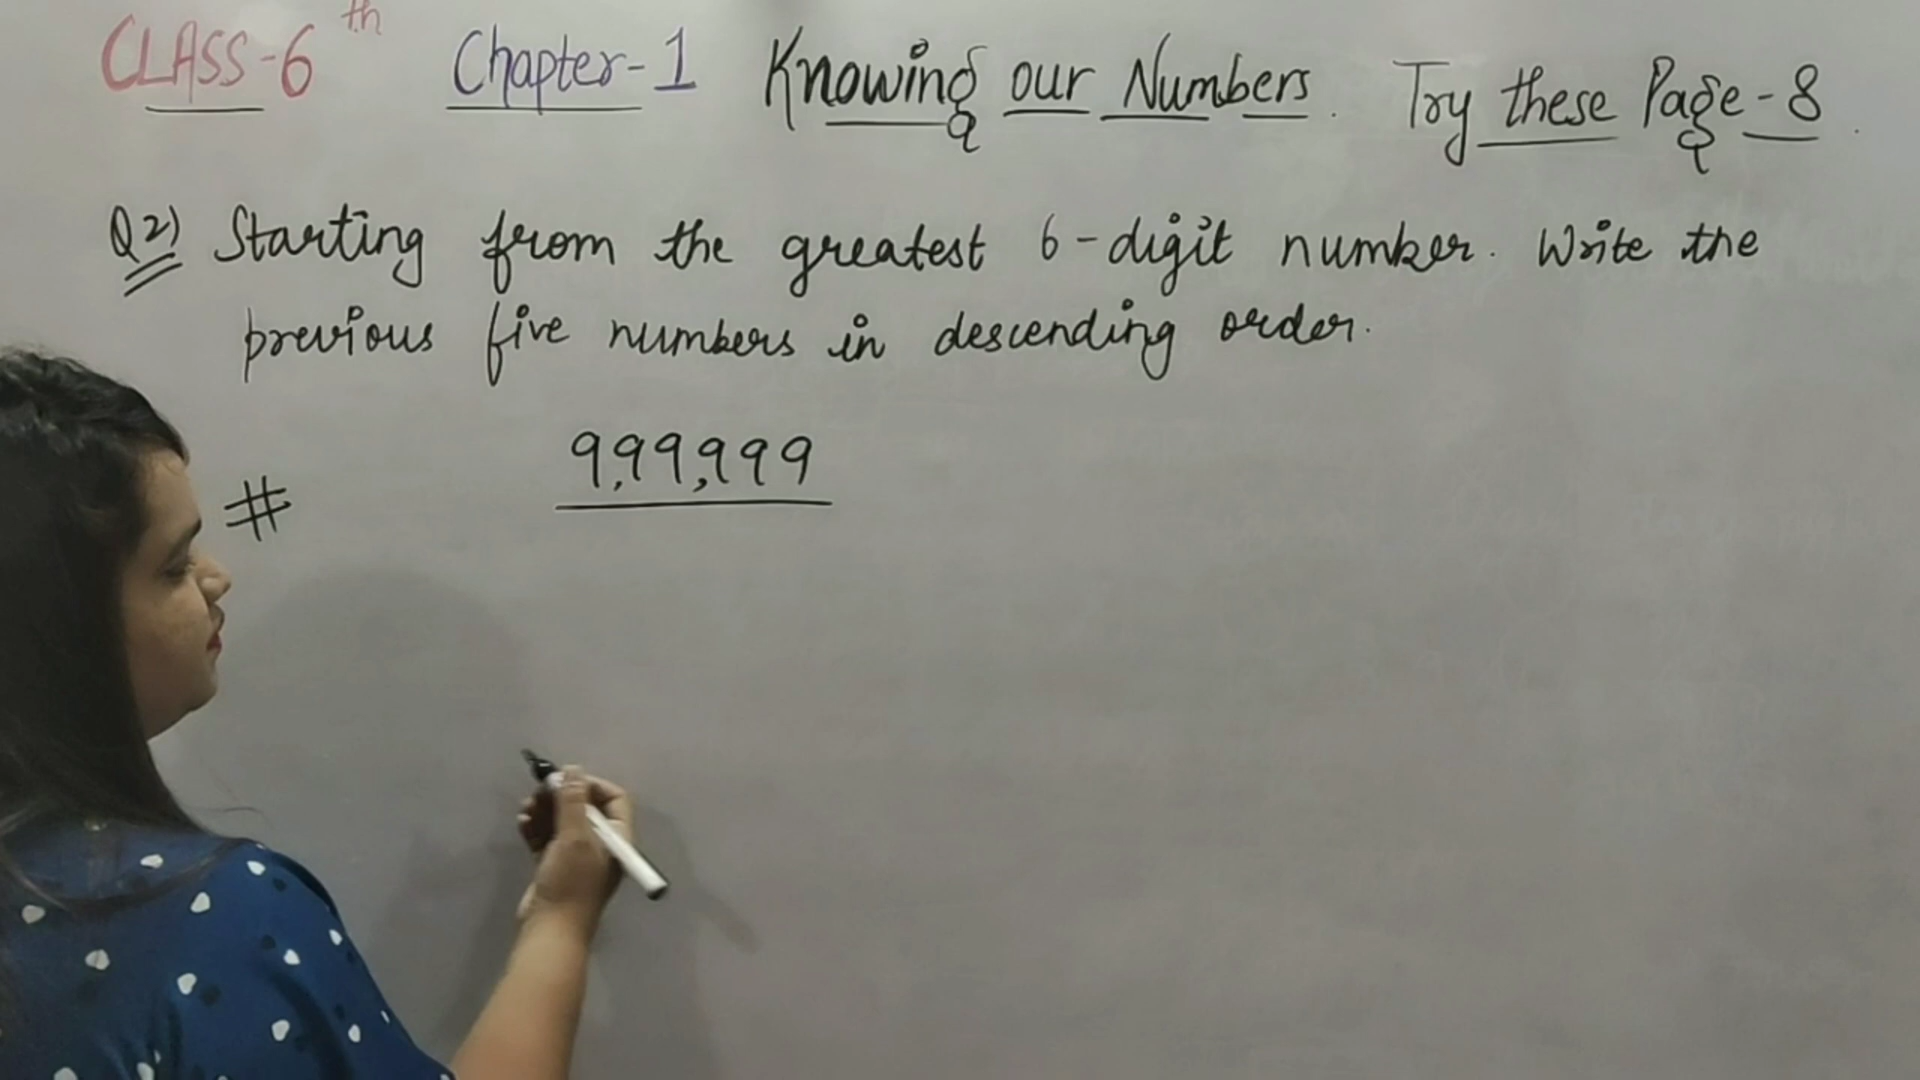 CLASS-6th Chapter-1 Knowing our Numbers. Try these Page-8.
Q2) Starting from the greatest 6-digit number. Write the
previous five numbers in descending order.
# 9,99,999